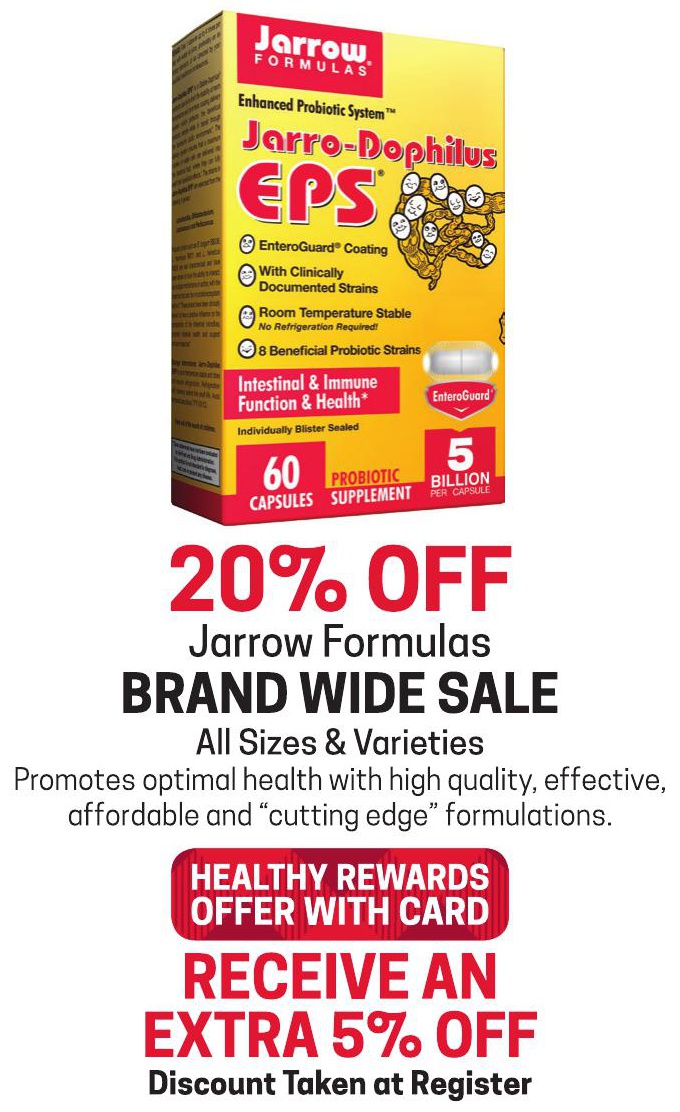 Jarrow
FORMULAS®
Enhanced Probiotic System™
Jarro-Dophilus
EPS®
EnteroGuard® Coating
With Clinically
Documented Strains
Room Temperature Stable
No Refrigeration Required!
8 Beneficial Probiotic Strains
Intestinal & Immune
Function & Health*
EnteroGuard®
Individually Blister Sealed
60
CAPSULES
PROBIOTIC
SUPPLEMENT
5
BILLION
PER CAPSULE
20% OFF
Jarrow Formulas
BRAND WIDE SALE
All Sizes & Varieties
Promotes optimal health with high quality, effective,
affordable and “cutting edge” formulations.
HEALTHY REWARDS
OFFER WITH CARD
RECEIVE AN
EXTRA 5% OFF
Discount Taken at Register